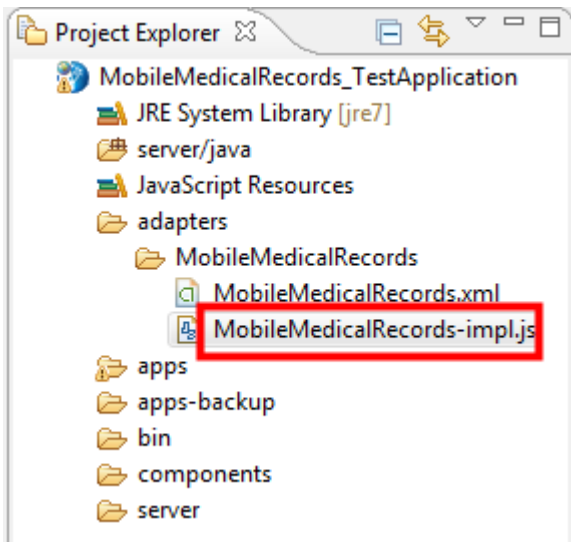 Project Explorer
MobileMedicalRecords_TestApplication
JRE System Library [jre7]
server/java
JavaScript Resources
adapters
MobileMedicalRecords
MobileMedicalRecords.xml
MobileMedicalRecords-impl.js
apps
apps-backup
bin
components
server